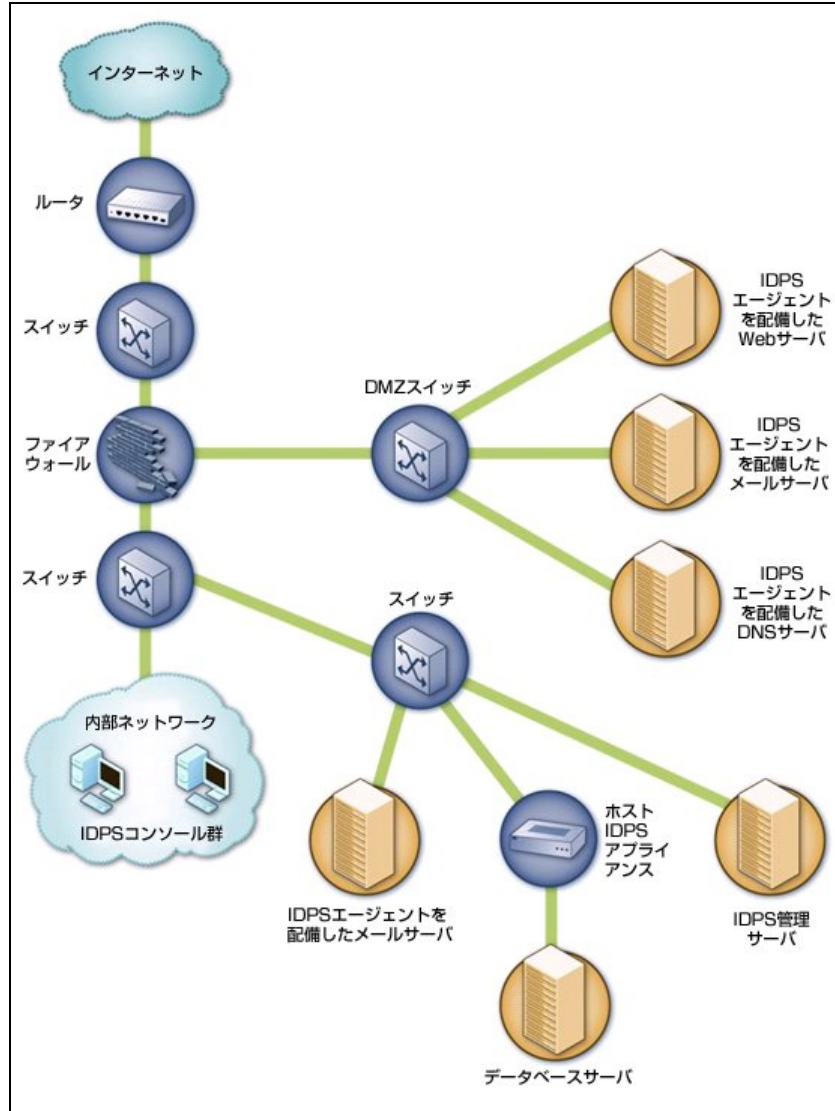 インターネット
ルータ
スイッチ
ファイア
ウォール
スイッチ
内部ネットワーク
IDPSコンソール群
DMZスイッチ
IDPS
エージェント
を配備した
Webサーバ
IDPS
エージェント
を配備した
メールサーバ
IDPS
エージェント
を配備した
DNSサーバ
スイッチ
IDPSエージェントを
配備したメールサーバ
ホスト
IDPS
アプライ
アンス
データベースサーバ
IDPS管理
サーバ